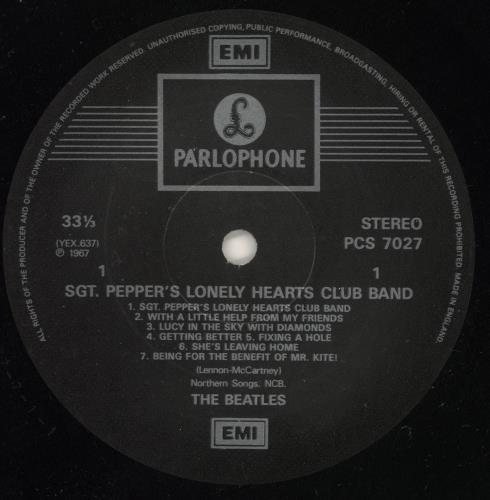 ALL RIGHTS OF THE PRODUCER AND OF THE OWNER OF THE RECORDED WORK RESERVED. UNAUTHORISED COPYING, PUBLIC PERFORMANCE, BROADCASTING, HIRING OR RENTAL OF THIS RECORDING PROHIBITED. MADE IN ENGLAND.
EMI
£
PARLOPHONE
33⅓
STEREO
(YEX.637)
PCS 7027
℗ 1967
1
1
SGT. PEPPER'S LONELY HEARTS CLUB BAND
1. SGT. PEPPER'S LONELY HEARTS CLUB BAND
2. WITH A LITTLE HELP FROM MY FRIENDS
3. LUCY IN THE SKY WITH DIAMONDS
4. GETTING BETTER 5. FIXING A HOLE
6. SHE'S LEAVING HOME
7. BEING FOR THE BENEFIT OF MR. KITE!
(Lennon-McCartney)
Northern Songs. NCB.
THE BEATLES
EMI